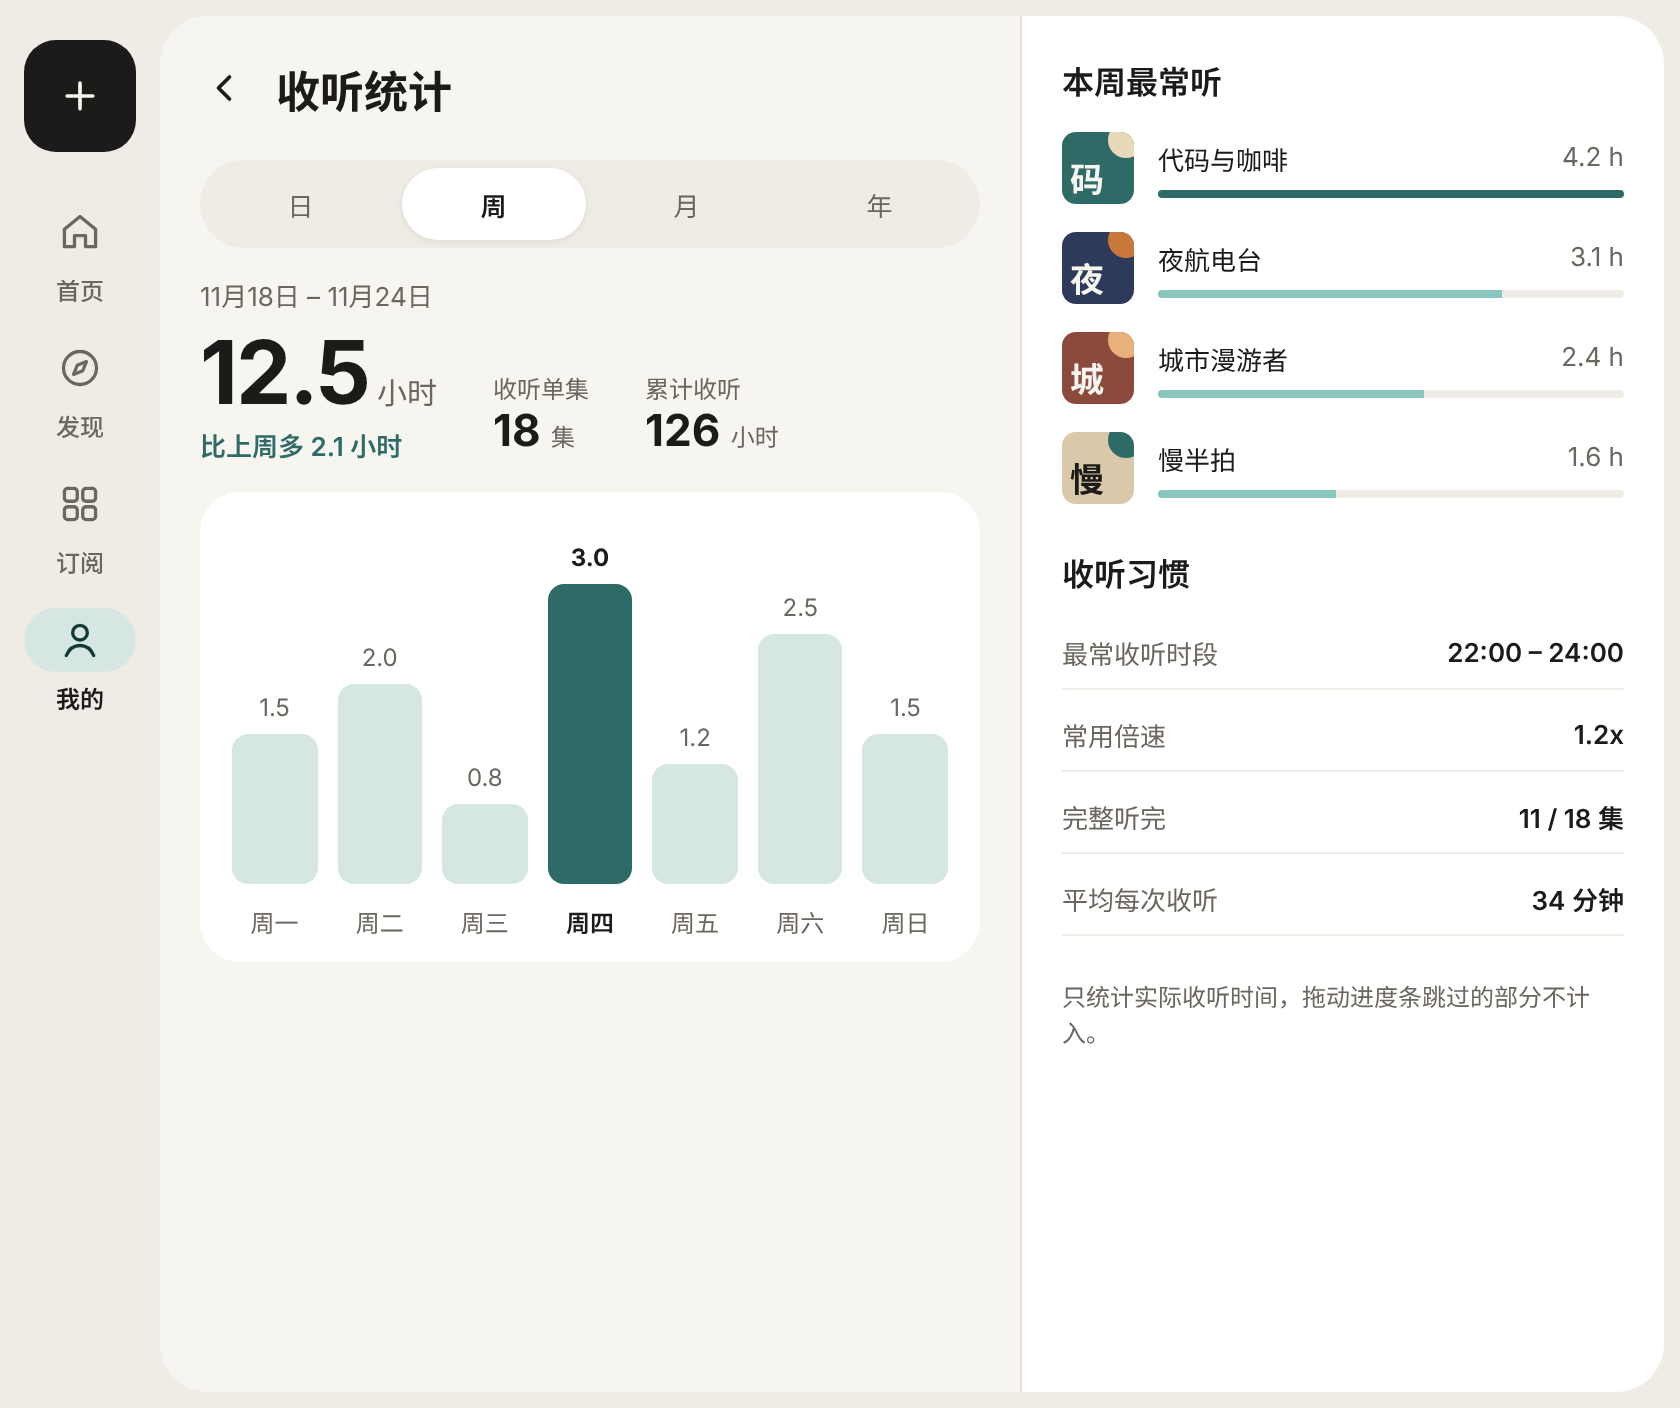 首页
发现
订阅
我的
收听统计
日 周 月 年
11月18日 – 11月24日
12.5 小时
比上周多 2.1 小时
收听单集
18 集
累计收听
126 小时
1.5 2.0 0.8 3.0 1.2 2.5 1.5
周一 周二 周三 周四 周五 周六 周日
本周最常听
码
代码与咖啡 4.2 h
夜
夜航电台 3.1 h
城
城市漫游者 2.4 h
慢
慢半拍 1.6 h
收听习惯
最常收听时段 22:00 – 24:00
常用倍速 1.2x
完整听完 11 / 18 集
平均每次收听 34 分钟
只统计实际收听时间，拖动进度条跳过的部分不计
入。